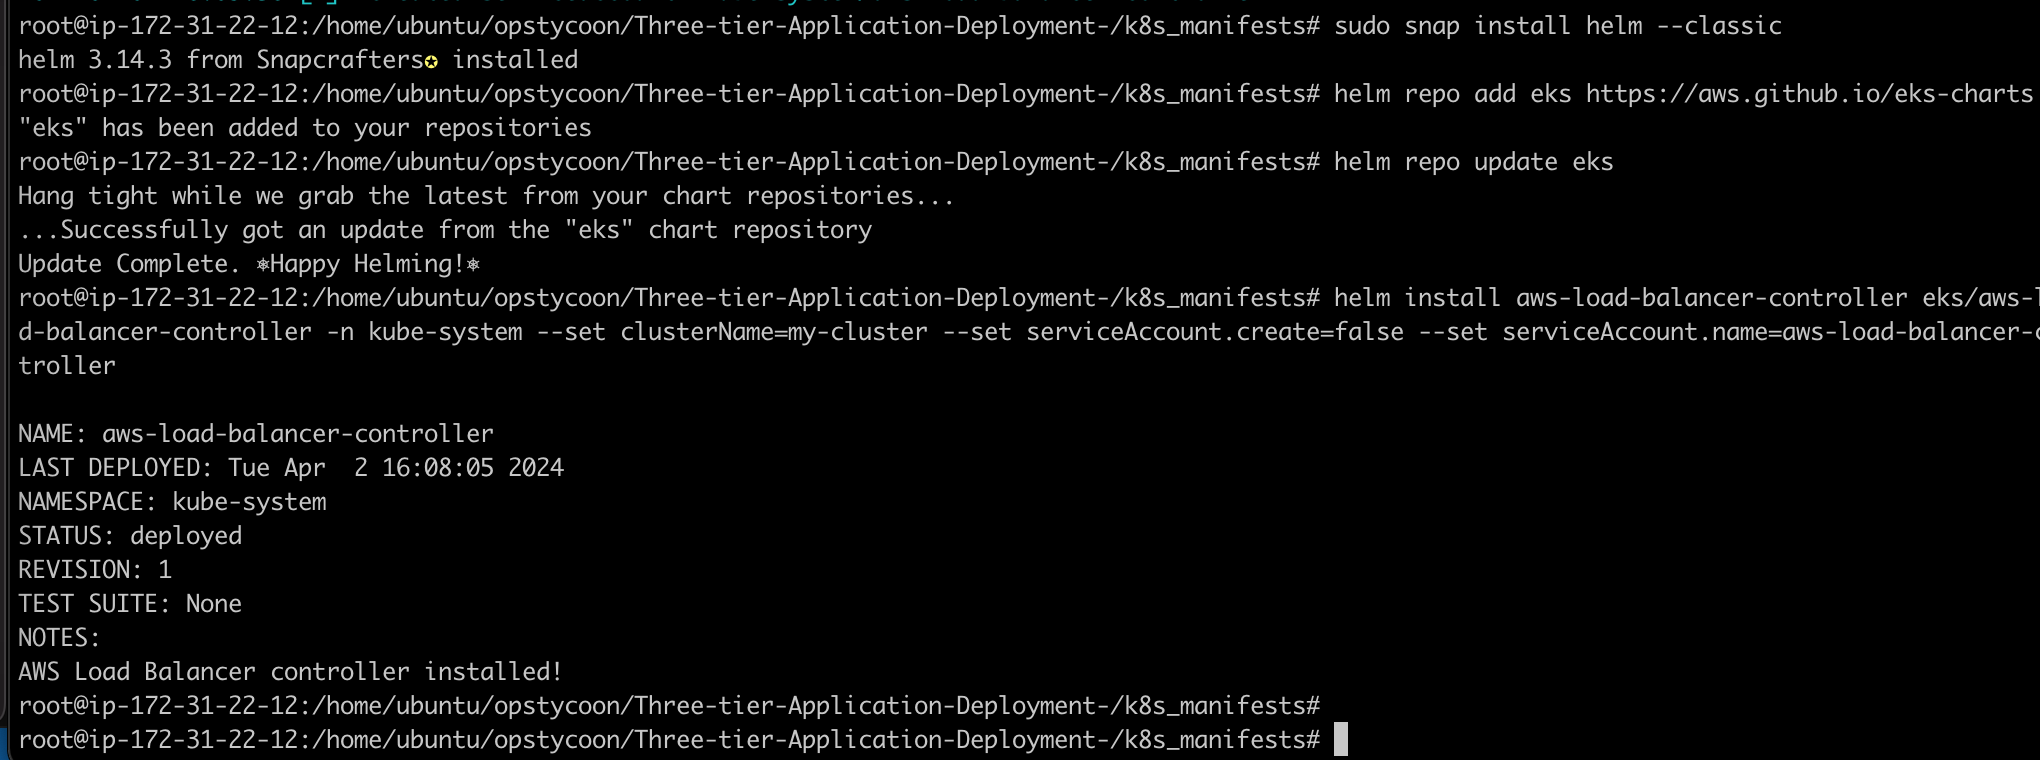 root@ip-172-31-22-12:/home/ubuntu/opstycoon/Three-tier-Application-Deployment-/k8s_manifests# sudo snap install helm --classic
helm 3.14.3 from Snapcrafters✪ installed
root@ip-172-31-22-12:/home/ubuntu/opstycoon/Three-tier-Application-Deployment-/k8s_manifests# helm repo add eks https://aws.github.io/eks-charts
"eks" has been added to your repositories
root@ip-172-31-22-12:/home/ubuntu/opstycoon/Three-tier-Application-Deployment-/k8s_manifests# helm repo update eks
Hang tight while we grab the latest from your chart repositories...
...Successfully got an update from the "eks" chart repository
Update Complete. ⎈Happy Helming!⎈
root@ip-172-31-22-12:/home/ubuntu/opstycoon/Three-tier-Application-Deployment-/k8s_manifests# helm install aws-load-balancer-controller eks/aws-l
d-balancer-controller -n kube-system --set clusterName=my-cluster --set serviceAccount.create=false --set serviceAccount.name=aws-load-balancer-c
troller

NAME: aws-load-balancer-controller
LAST DEPLOYED: Tue Apr  2 16:08:05 2024
NAMESPACE: kube-system
STATUS: deployed
REVISION: 1
TEST SUITE: None
NOTES:
AWS Load Balancer controller installed!
root@ip-172-31-22-12:/home/ubuntu/opstycoon/Three-tier-Application-Deployment-/k8s_manifests#
root@ip-172-31-22-12:/home/ubuntu/opstycoon/Three-tier-Application-Deployment-/k8s_manifests#